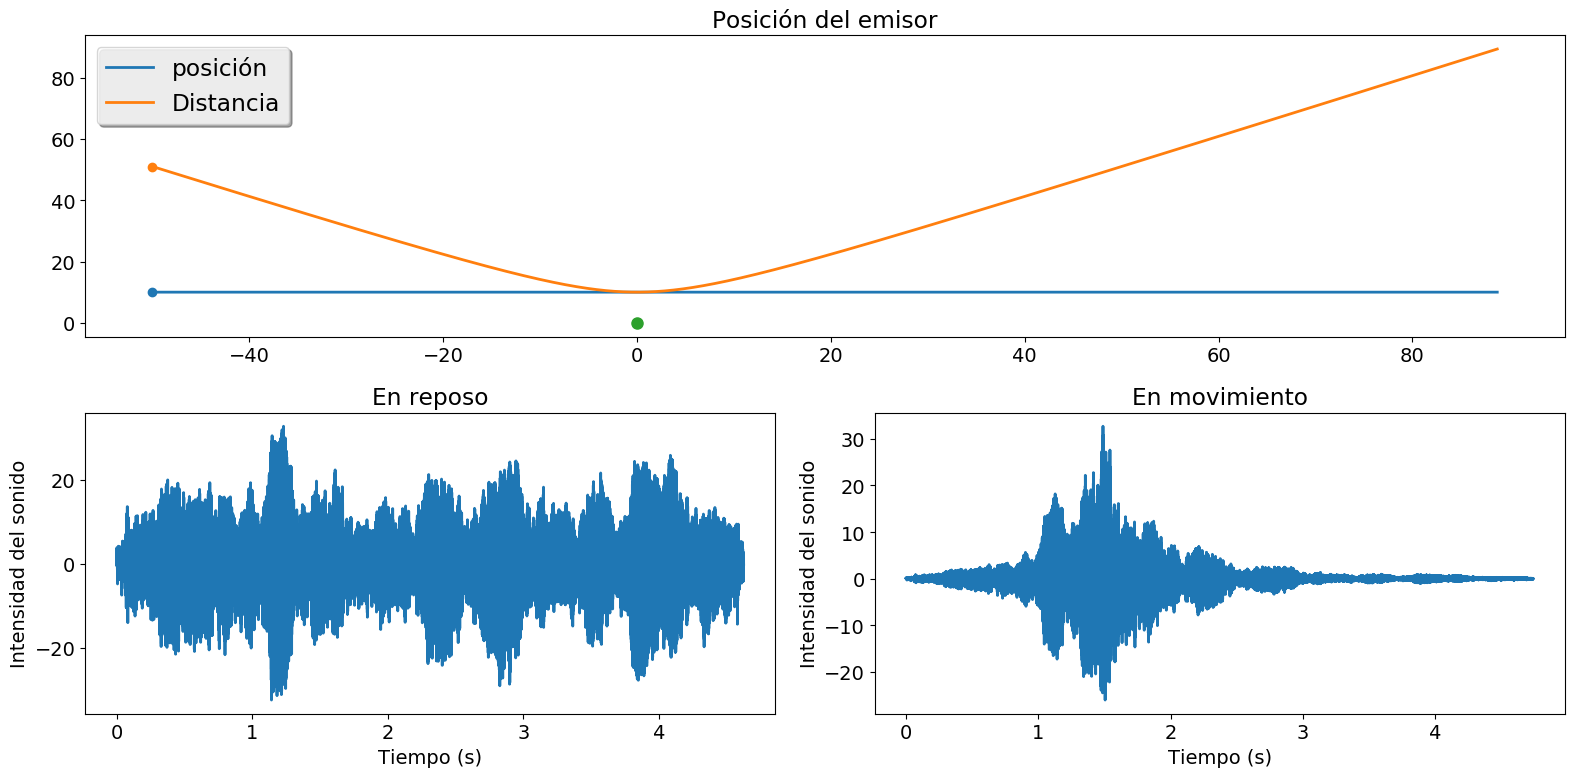 Posición del emisor
posición
Distancia
80
60
40
20
0
−40 −20 0 20 40 60 80
En reposo
Intensidad del sonido
20
0
−20
0 1 2 3 4
Tiempo (s)
En movimiento
Intensidad del sonido
30
20
10
0
−10
−20
0 1 2 3 4
Tiempo (s)